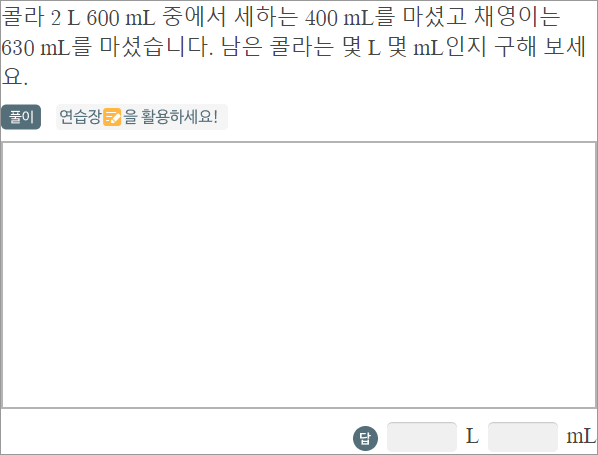 콜라 2 L 600 mL 중에서 세하는 400 mL를 마셨고 채영이는
630 mL를 마셨습니다. 남은 콜라는 몇 L 몇 mL인지 구해 보세
요.
풀이 연습장을 활용하세요!
답 L mL